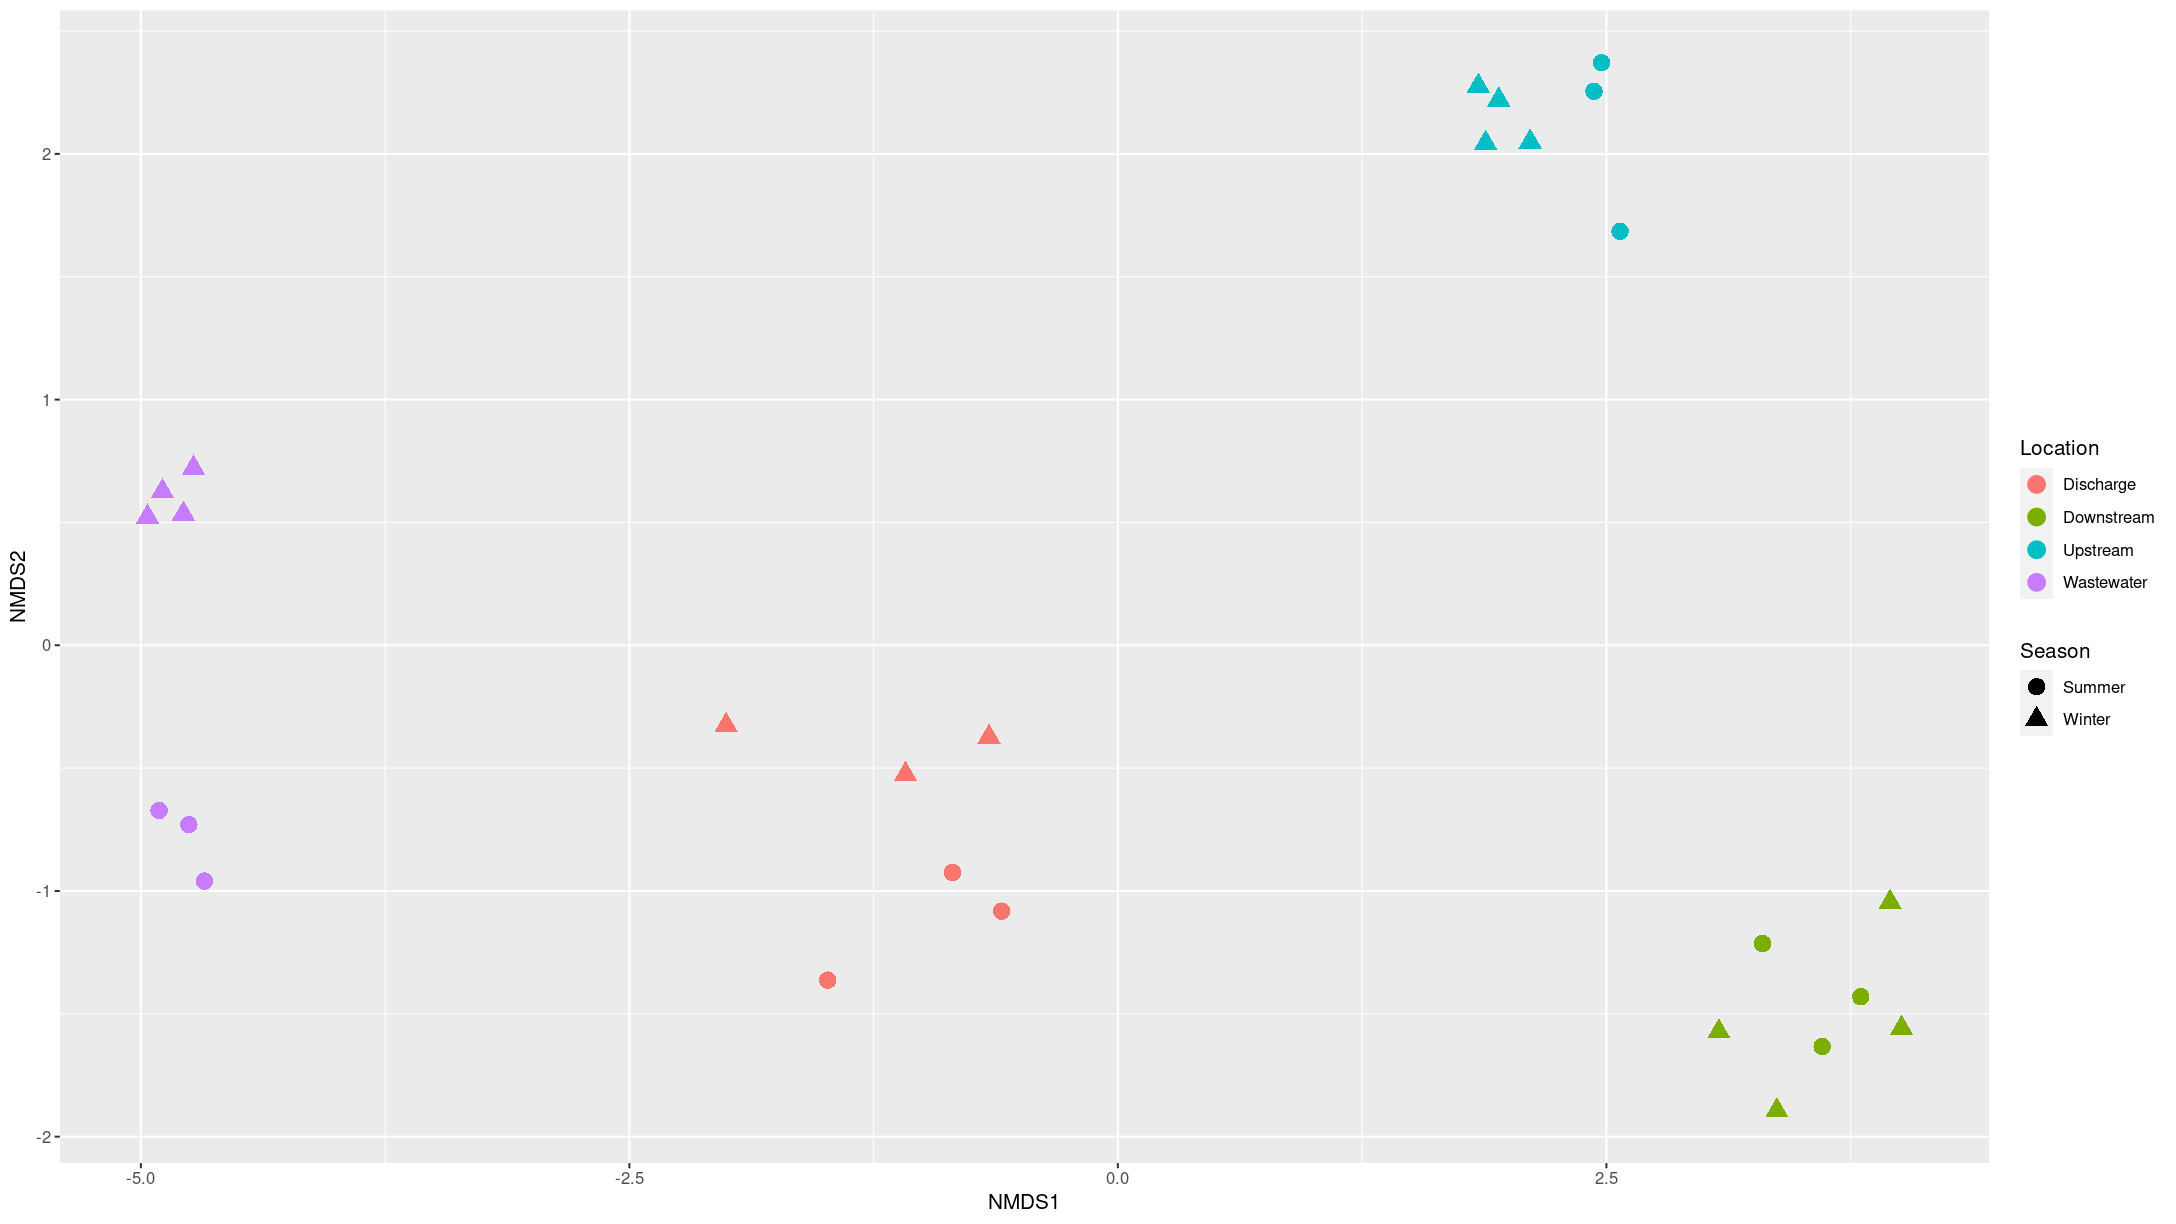 2
1
0
-1
-2
NMDS2
-5.0
-2.5
0.0
2.5
NMDS1
Location
Discharge
Downstream
Upstream
Wastewater
Season
Summer
Winter